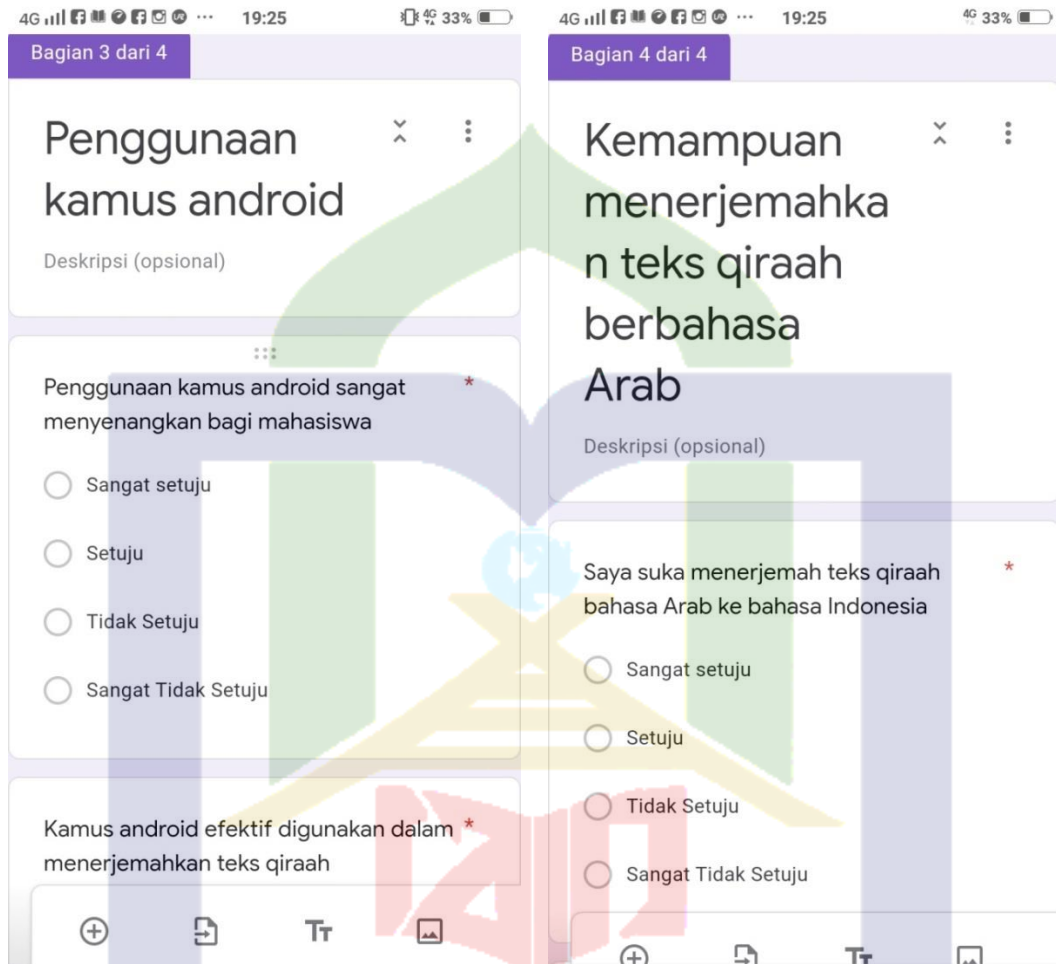 4G 19:25 4G 33%
Bagian 3 dari 4
Penggunaan
kamus android
Deskripsi (opsional)
Penggunaan kamus android sangat *
menyenangkan bagi mahasiswa
Sangat setuju
Setuju
Tidak Setuju
Sangat Tidak Setuju
Kamus android efektif digunakan dalam *
menerjemahkan teks qiraah
Tт
4G 19:25 4G 33%
Bagian 4 dari 4
Kemampuan
menerjemahka
n teks qiraah
berbahasa
Arab
Deskripsi (opsional)
Saya suka menerjemah teks qiraah *
bahasa Arab ke bahasa Indonesia
Sangat setuju
Setuju
Tidak Setuju
Sangat Tidak Setuju